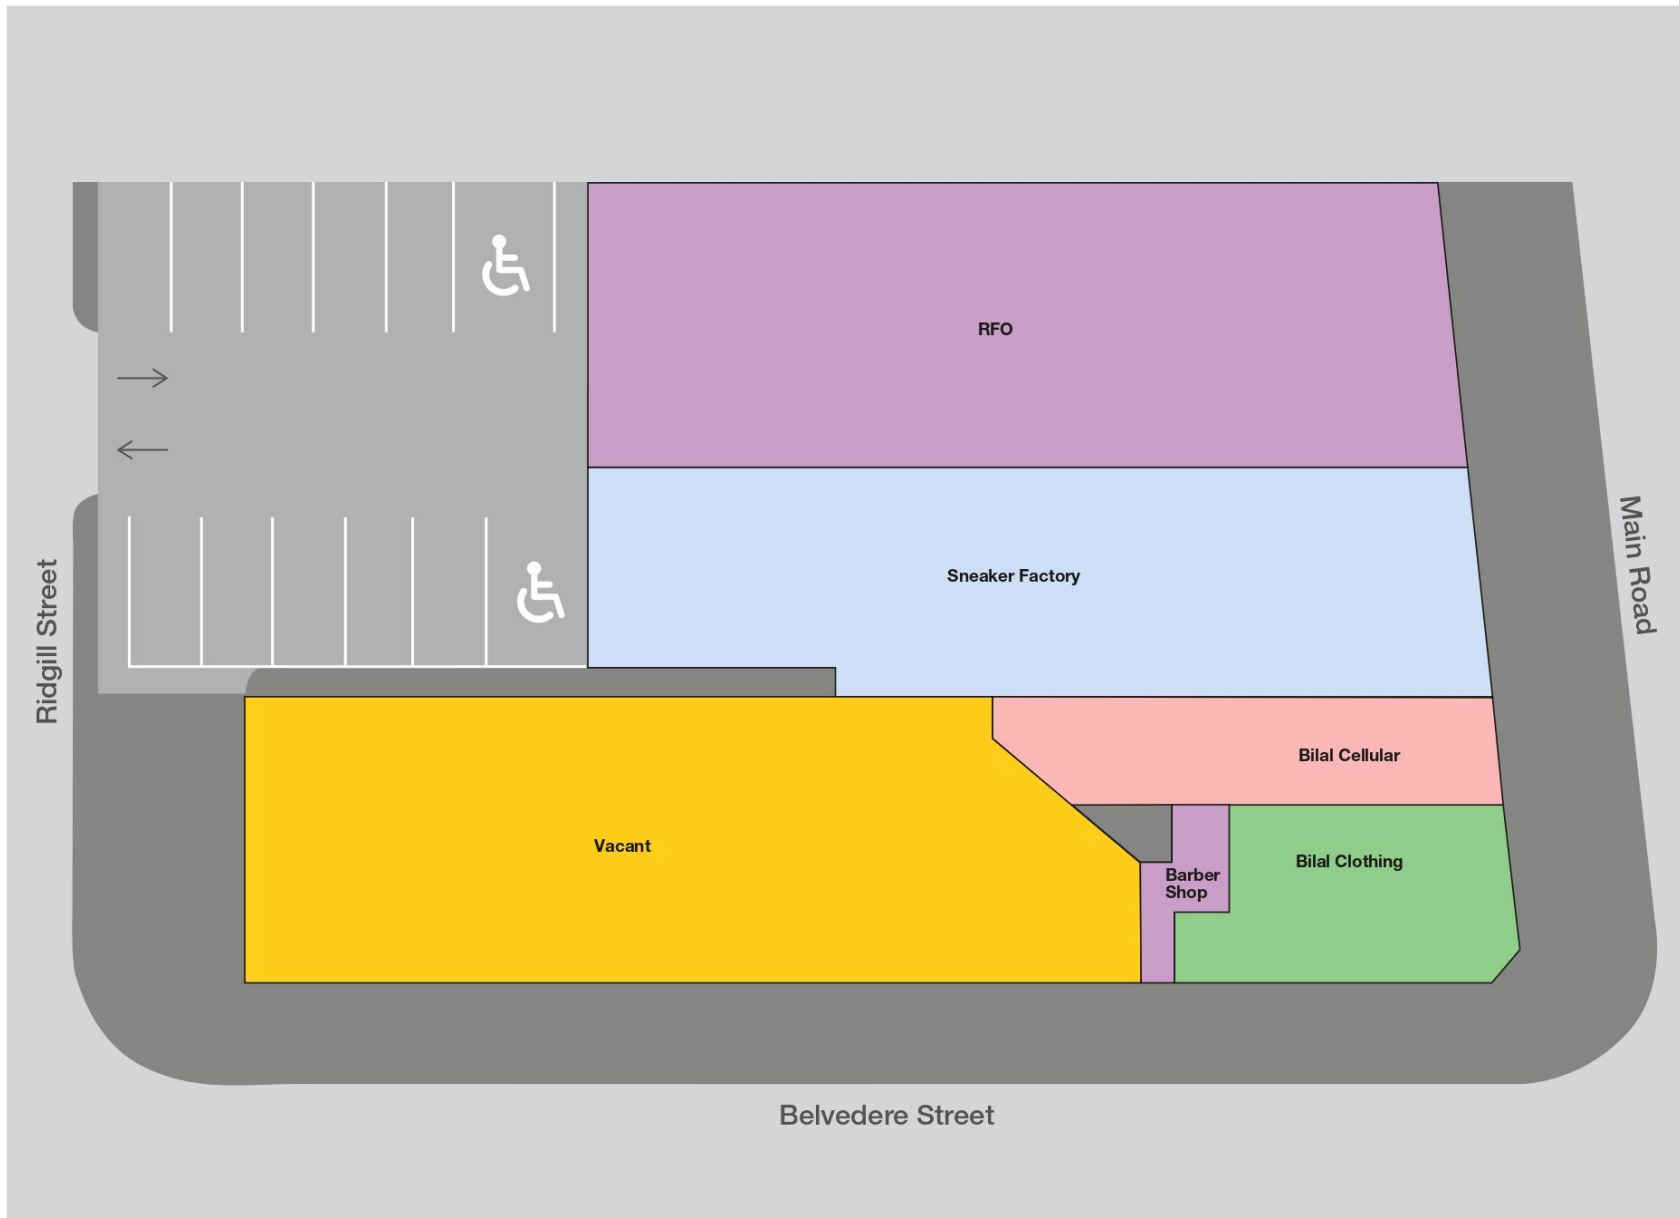 RFO
Main Road
Ridgill Street
Sneaker Factory
Bilal Cellular
Vacant
Barber
Shop
Bilal Clothing
Belvedere Street